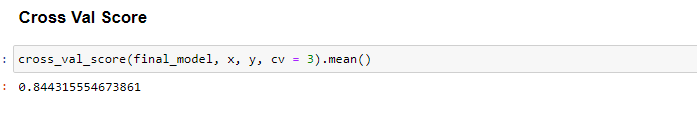 Cross Val Score
: cross_val_score(final_model, x, y, cv = 3).mean()
: 0.844315554673861